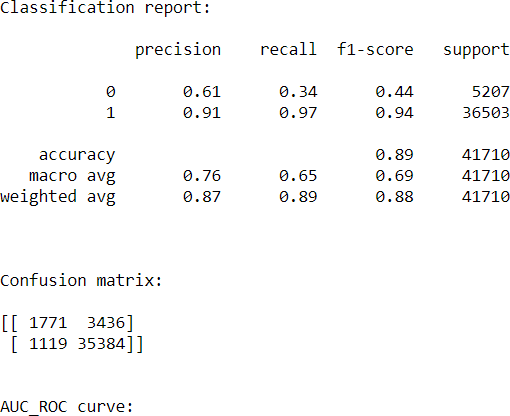 Classification report:
precision recall f1-score support
0 0.61 0.34 0.44 5207
1 0.91 0.97 0.94 36503
accuracy 0.89 41710
macro avg 0.76 0.65 0.69 41710
weighted avg 0.87 0.89 0.88 41710
Confusion matrix:
[[ 1771 3436]
[ 1119 35384]]
AUC_ROC curve: